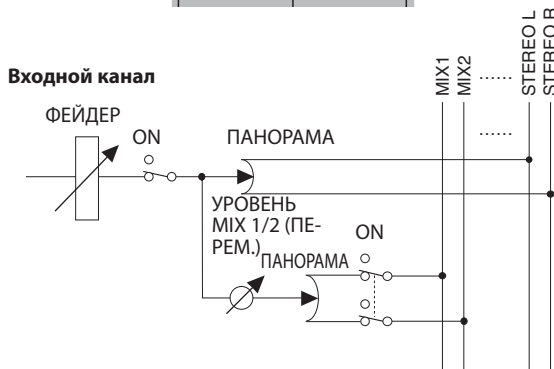 Входной канал
ФЕЙДЕР
ON
ПАНОРАМА
УРОВЕНЬ
MIX 1/2 (ПЕ-
РЕМ.)
ПАНОРАМА
ON
MIX1
MIX2
......
STEREO L
STEREO R
......